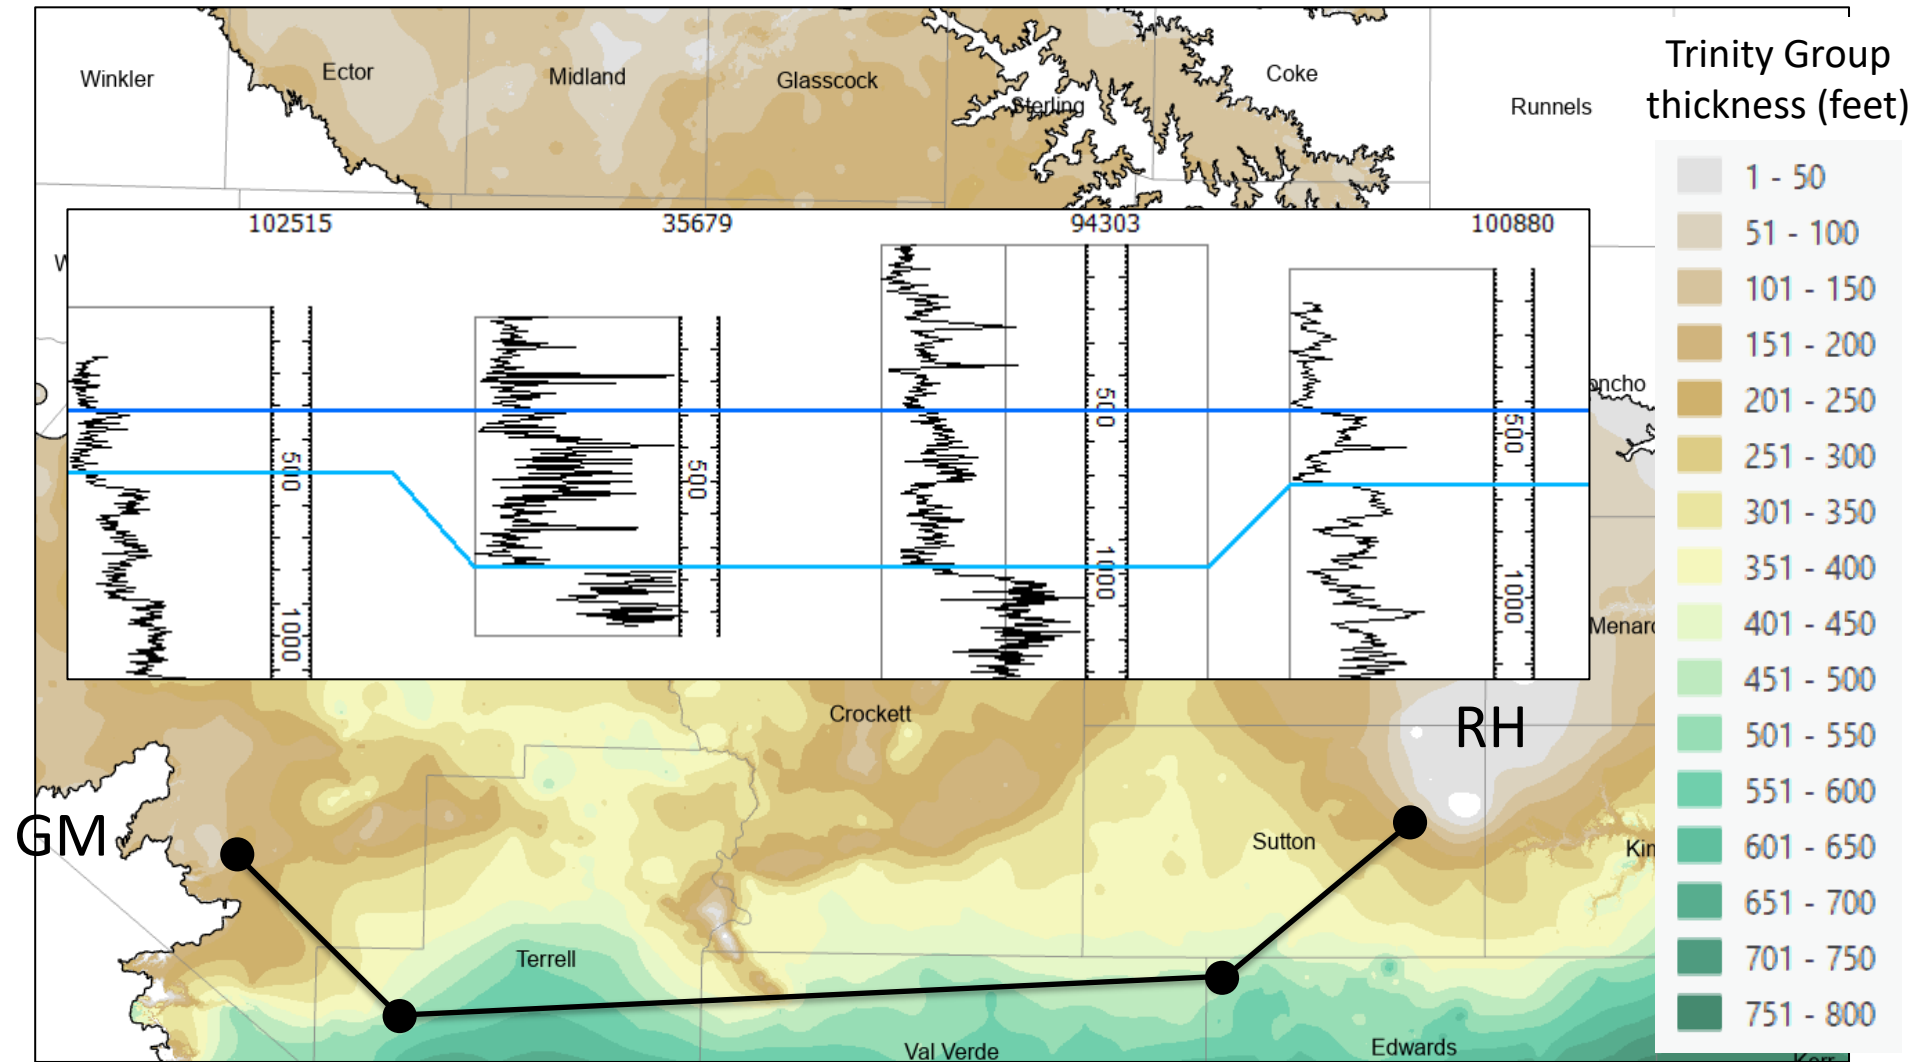 Winkler
Ector
Midland
Glasscock
Sterling
Coke
Runnels
Trinity Group
thickness (feet)
1 - 50
51 - 100
101 - 150
151 - 200
201 - 250
251 - 300
301 - 350
351 - 400
401 - 450
451 - 500
501 - 550
551 - 600
601 - 650
651 - 700
701 - 750
751 - 800
102515
35679
94303
100880
W
500
1000
500
500
1000
500
1000
oncho
Menard
Crockett
RH
GM
Sutton
Kin
Terrell
Val Verde
Edwards
Kerr